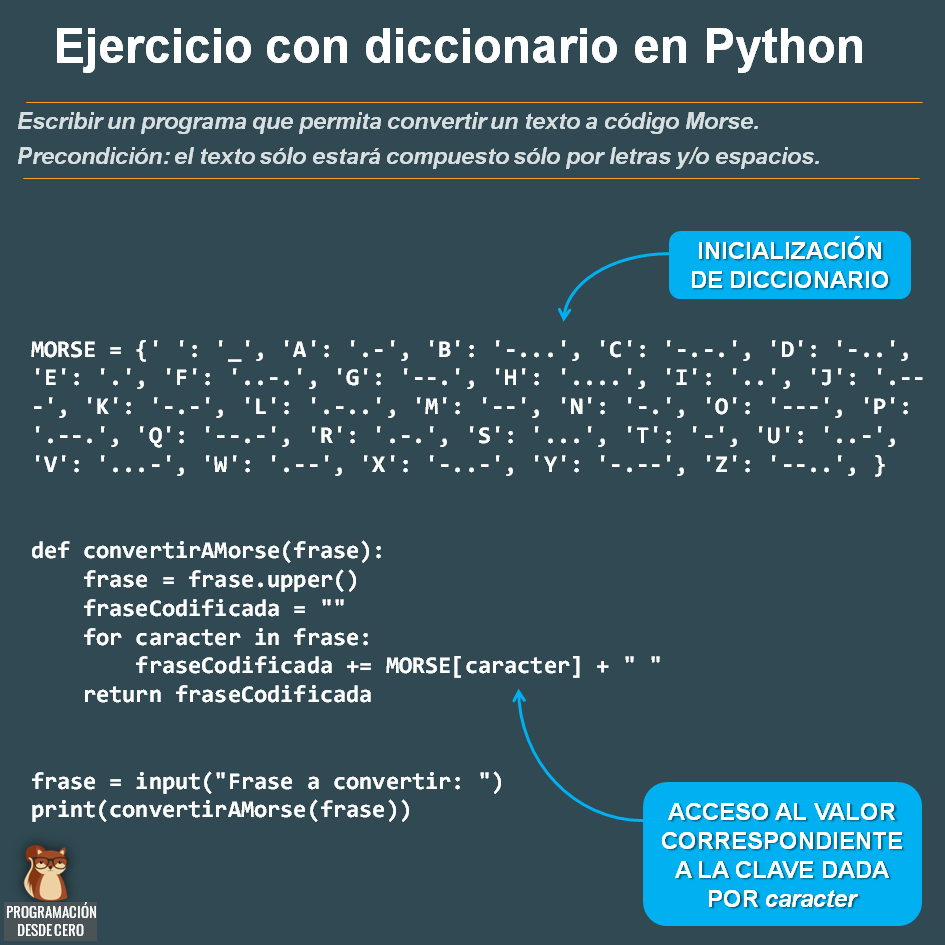 Ejercicio con diccionario en Python
Escribir un programa que permita convertir un texto a código Morse.
Precondición: el texto sólo estará compuesto sólo por letras y/o espacios.
INICIALIZACIÓN
DE DICCIONARIO
MORSE = {' ': '_', 'A': '.-', 'B': '-...', 'C': '-.-.', 'D': '-..',
'E': '.', 'F': '..-.', 'G': '--.', 'H': '....', 'I': '..', 'J': '.--
-', 'K': '-.-', 'L': '.-..', 'M': '--', 'N': '-.', 'O': '---', 'P':
'.--.', 'Q': '--.-', 'R': '.-.', 'S': '...', 'T': '-', 'U': '..-',
'V': '...-', 'W': '.--', 'X': '-..-', 'Y': '-.--', 'Z': '--..', }
def convertirAMorse(frase):
    frase = frase.upper()
    fraseCodificada = ""
    for caracter in frase:
        fraseCodificada += MORSE[caracter] + " "
    return fraseCodificada
frase = input("Frase a convertir: ")
print(convertirAMorse(frase))
ACCESO AL VALOR
CORRESPONDIENTE
A LA CLAVE DADA
POR caracter
PROGRAMACIÓN
DESDE CERO